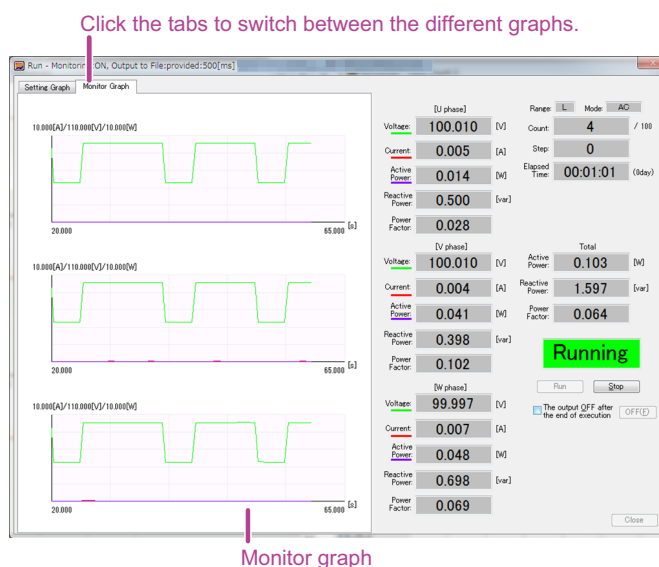 Click the tabs to switch between the different graphs.
Run - Monitoring:ON, Output to File:provided:500[ms]
Setting Graph Monitor Graph
10.000[A]/110.000[V]/10.000[W]
20.000 65.000 [s]
10.000[A]/110.000[V]/10.000[W]
20.000 65.000 [s]
10.000[A]/110.000[V]/10.000[W]
20.000 65.000 [s]
[U phase]
Voltage: 100.010 [V]
Current: 0.005 [A]
Active Power: 0.014 [W]
Reactive Power: 0.500 [var]
Power Factor: 0.028
[V phase]
Voltage: 100.010 [V]
Current: 0.004 [A]
Active Power: 0.041 [W]
Reactive Power: 0.398 [var]
Power Factor: 0.102
[W phase]
Voltage: 99.997 [V]
Current: 0.007 [A]
Active Power: 0.048 [W]
Reactive Power: 0.698 [var]
Power Factor: 0.069
Range: L Mode: AC
Count: 4 / 100
Step: 0
Elapsed Time: 00:01:01 (0day)
Total
Active Power: 0.103 [W]
Reactive Power: 1.597 [var]
Power Factor: 0.064
Running
Run Stop
The output OFF after the end of execution OFF(F)
Close
Monitor graph